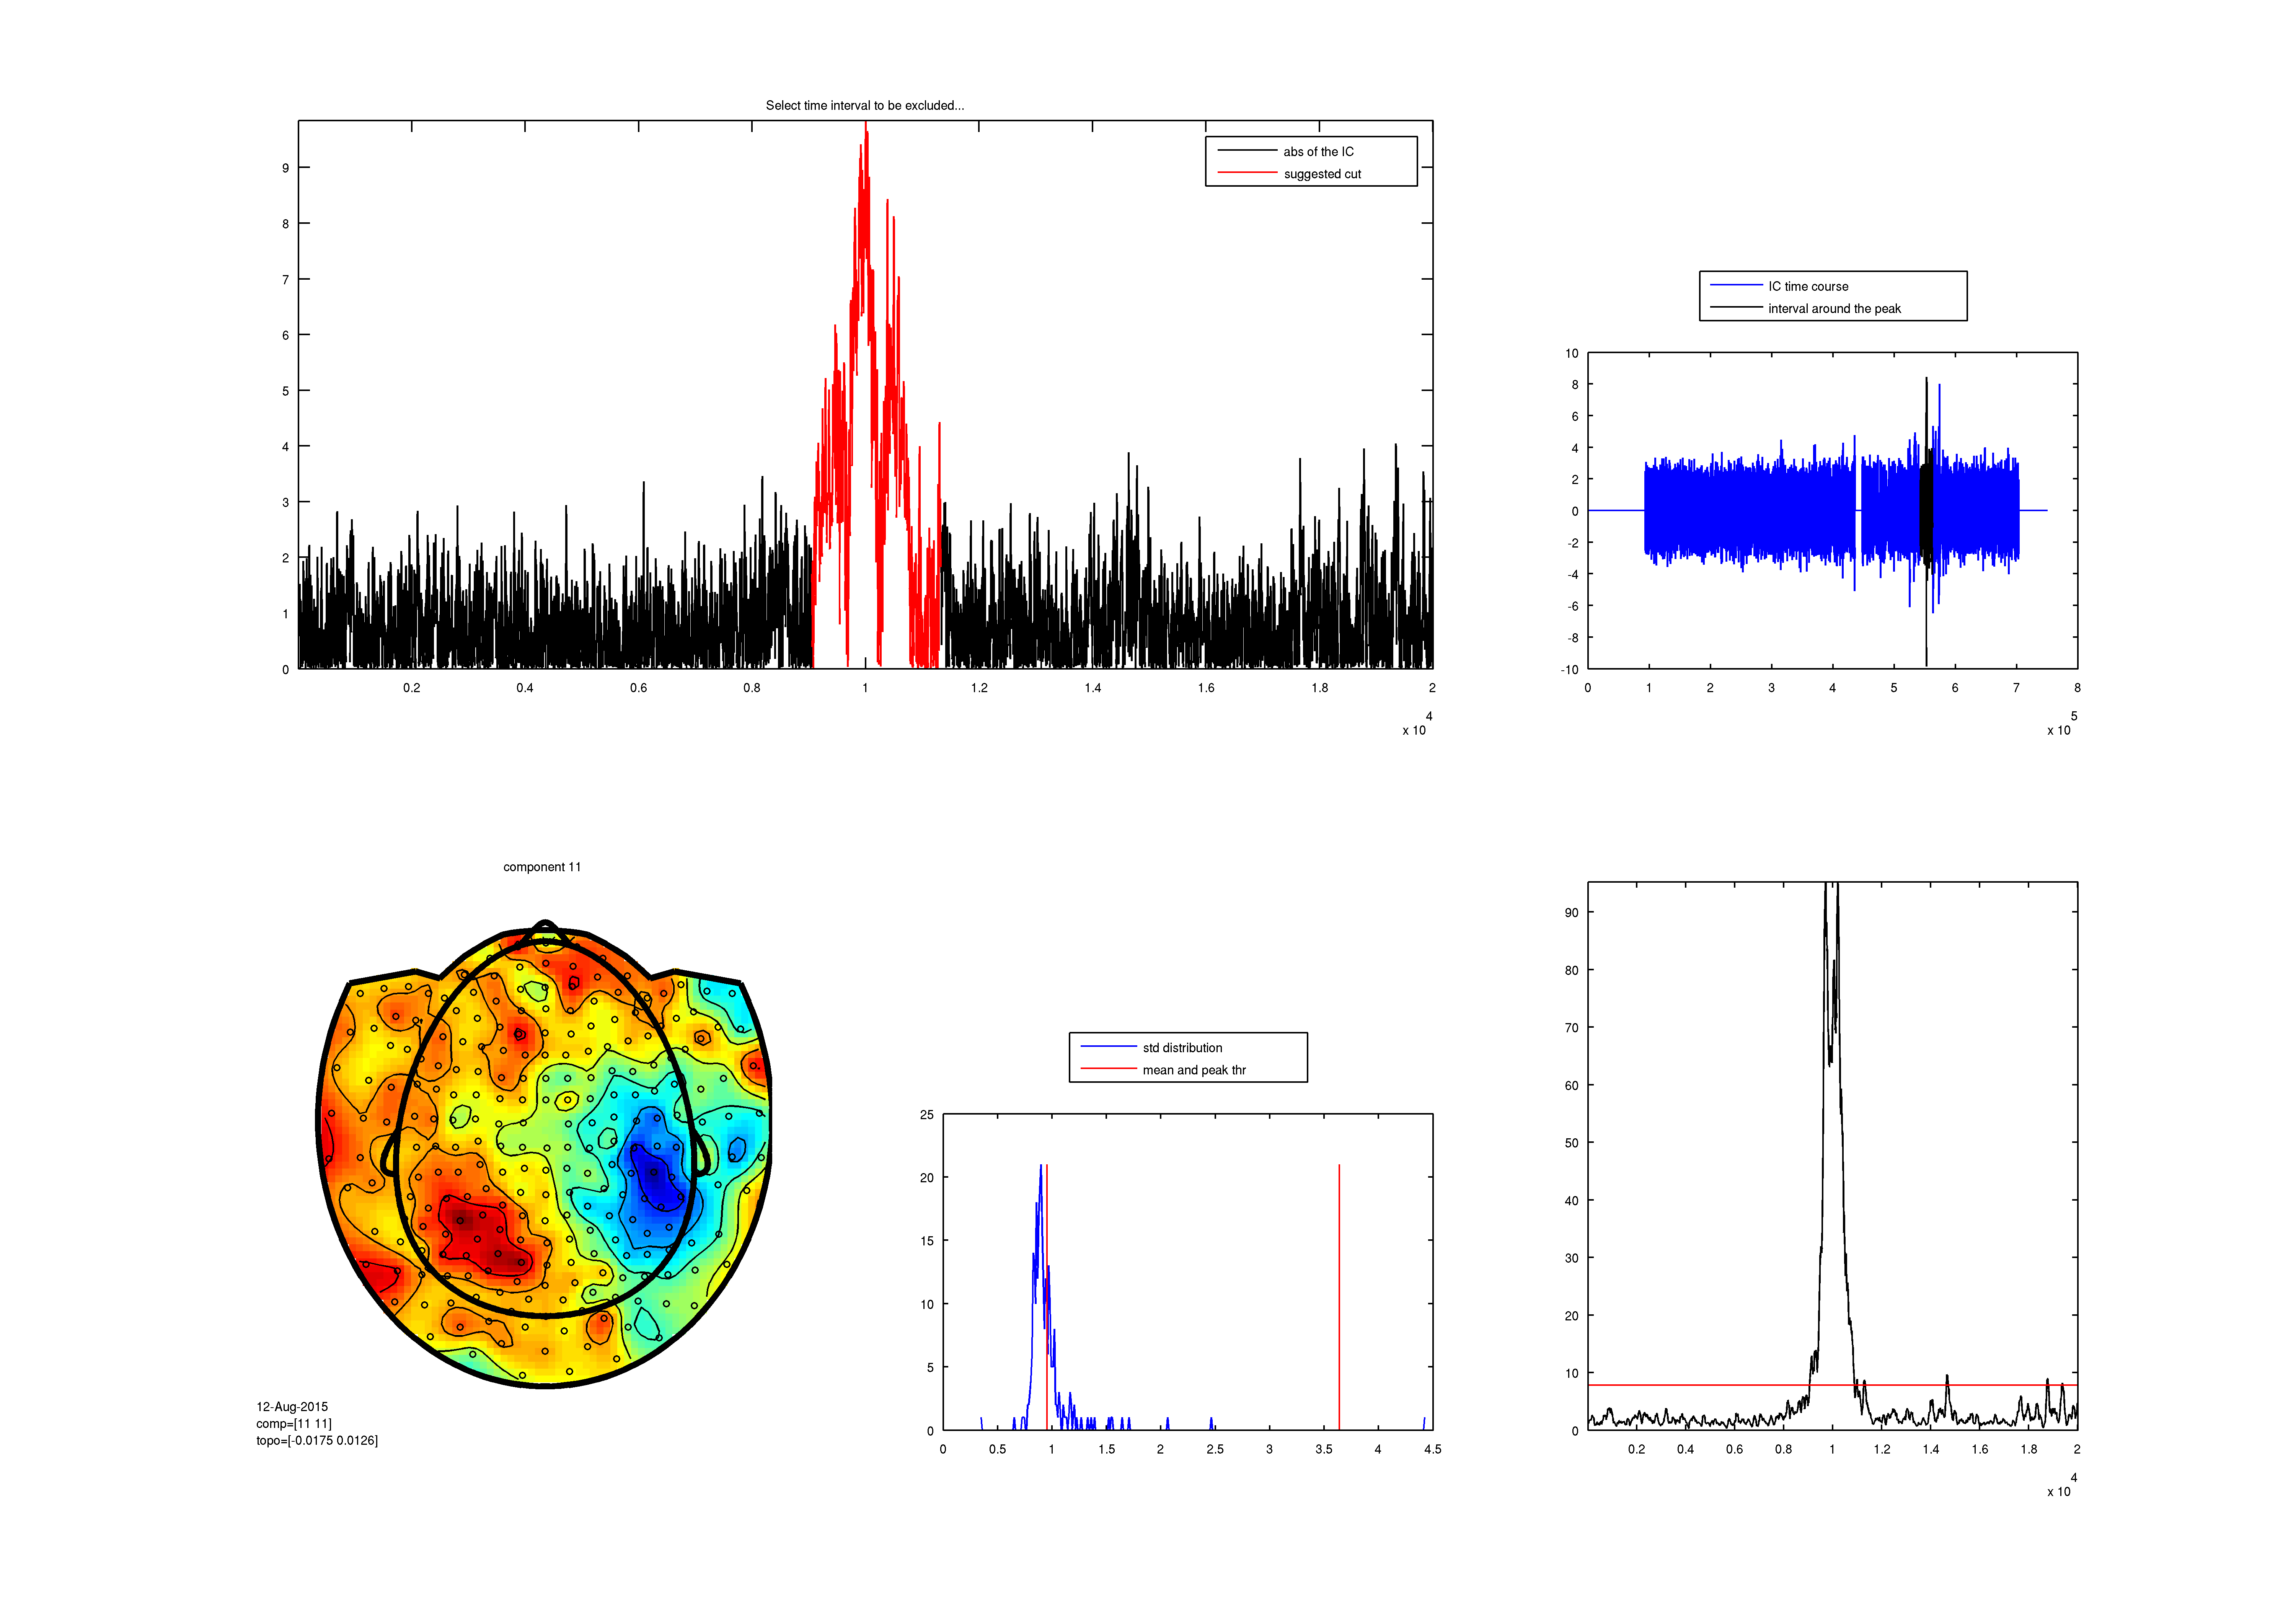 Select time interval to be excluded...
abs of the IC
suggested cut
9
8
7
6
5
4
3
2
1
0
0.2 0.4 0.6 0.8 1 1.2 1.4 1.6 1.8 2
4
x 10
IC time course
interval around the peak
10
8
6
4
2
0
-2
-4
-6
-8
-10
0 1 2 3 4 5 6 7 8
5
x 10
component 11
12-Aug-2015
comp=[11 11]
topo=[-0.0175 0.0126]
std distribution
mean and peak thr
25
20
15
10
5
0
0 0.5 1 1.5 2 2.5 3 3.5 4 4.5
90
80
70
60
50
40
30
20
10
0
0.2 0.4 0.6 0.8 1 1.2 1.4 1.6 1.8 2
4
x 10